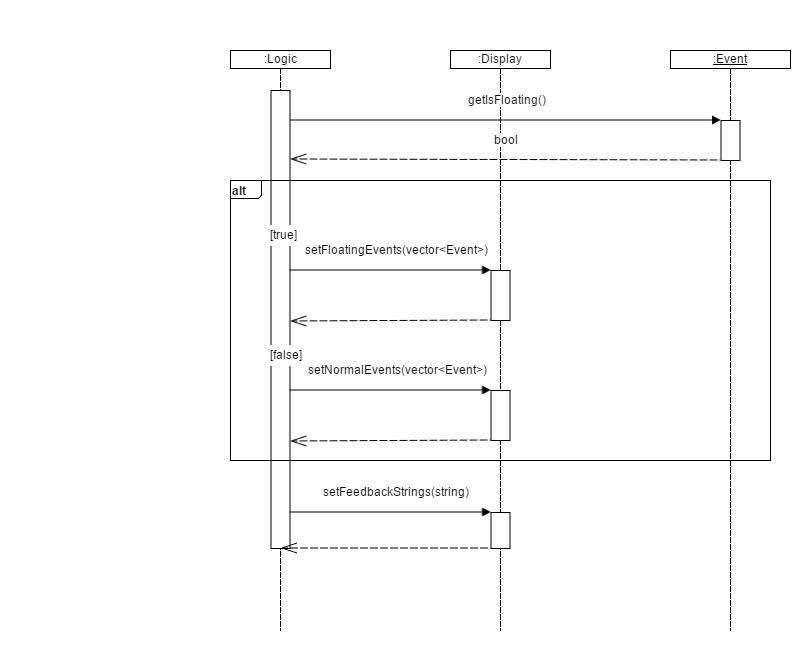 :Logic
:Display
:Event
getIsFloating()
bool
alt
[true]
setFloatingEvents(vector<Event>)
[false]
setNormalEvents(vector<Event>)
setFeedbackStrings(string)